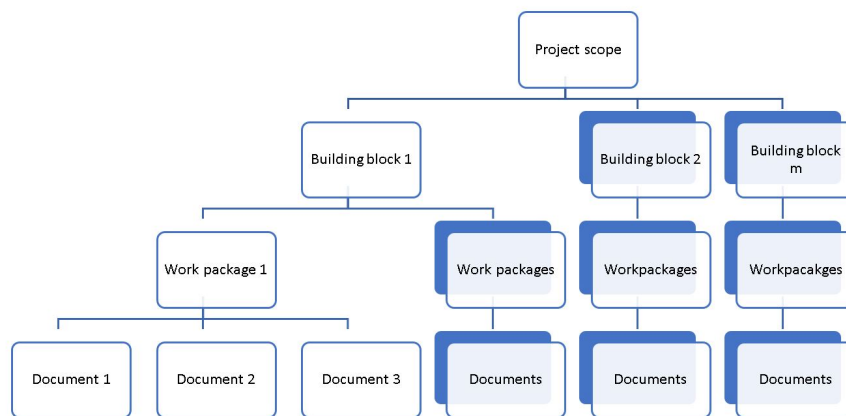 Project scope
Building block 1
Building block 2
Building block
m
Work package 1
Work packages
Workpackages
Workpacakges
Document 1
Document 2
Document 3
Documents
Documents
Documents